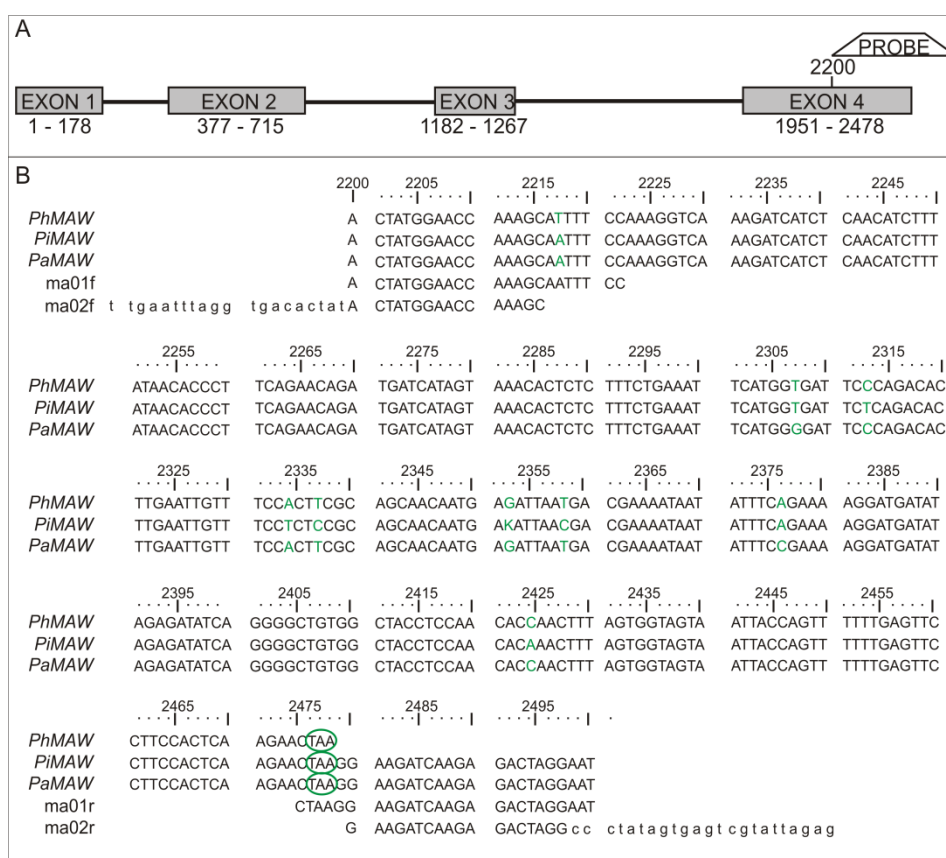 A
PROBE
2200
EXON 1 EXON 2 EXON 3 EXON 4
1 - 178 377 - 715 1182 - 1267 1951 - 2478
B
2200 2205 2215 2225 2235 2245
PhMAW A CTATGGAACC AAAGCATTTT CCAAAGGTCA AAGATCATCT CAACATCTTT
PiMAW A CTATGGAACC AAAGCAATTT CCAAAGGTCA AAGATCATCT CAACATCTTT
PaMAW A CTATGGAACC AAAGCAATTT CCAAAGGTCA AAGATCATCT CAACATCTTT
ma01f CTATGGAACC AAAGCAATTT CC
ma02f t tgaatttagg tgacactatA CTATGGAACC AAAGC
2255 2265 2275 2285 2295 2307 2315
PhMAW ATAACACCCT TCAGAACAGA TGATCATAGT AAACACTCTC TTTCTGAAAT TCATGGTGAT TCCCAGACAC
PiMAW ATAACACCCT TCAGAACAGA TGATCATAGT AAACACTCTC TTTCTGAAAT TCATGGTGAT TCTCAGACAC
PaMAW ATAACACCCT TCAGAACAGA TGATCATAGT AAACACTCTC TTTCTGAAAT TCATGGGGAT TCCCAGACAC
2325 2335 2345 2355 2365 2375 2385
PhMAW TTGAATTGTT TCCACTTCGC AGCAACAATG AGATTAATGA CGAAAATAAT ATTTCAGAAA AGGATGATAT
PiMAW TTGAATTGTT TCCTCTCCGC AGCAACAATG AKATTAACGA CGAAAATAAT ATTTCAGAAA AGGATGATAT
PaMAW TTGAATTGTT TCCACTTCGC AGCAACAATG AGATTAATGA CGAAAATAAT ATTTCCGAAA AGGATGATAT
2395 2405 2415 2425 2435 2445 2455
PhMAW AGAGATATCA GGGGCTGTGG CTACCTCCAA CACCAACTTT AGTGGTAGTA ATTACCAGTT TTTTGAGTTC
PiMAW AGAGATATCA GGGGCTGTGG CTACCTCCAA CACAAACTTT AGTGGTAGTA ATTACCAGTT TTTTGAGTTC
PaMAW AGAGATATCA GGGGCTGTGG CTACCTCCAA CACCAACTTT AGTGGTAGTA ATTACCAGTT TTTTGAGTTC
2465 2477 2485 2495
PhMAW CTTCCACTCA AGAACTAA
PiMAW CTTCCACTCA AGAACTAAGG AAGATCAAGA GACTAGGAAT
PaMAW CTTCCACTCA AGAACTAAGG AAGATCAAGA GACTAGGAAT
ma01r CTAAGG AAGATCAAGA GACTAGGAAT
ma02r G AAGATCAAGA GACTAGGccc ctatagtgagtcgtattagag